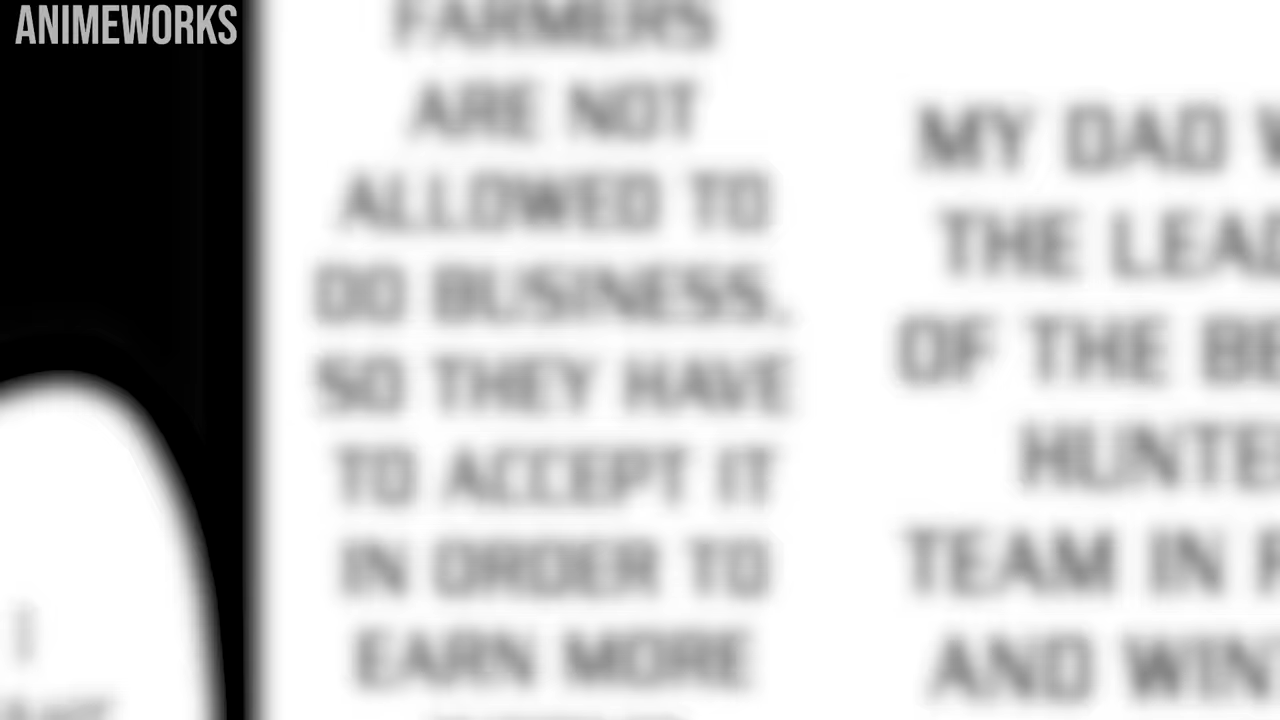 ANIMEWORKS
FARMERS
ARE NOT
ALLOWED TO
DO BUSINESS,
SO THEY HAVE
TO ACCEPT IT
IN ORDER TO
EARN MORE
MY DAD
THE
OF THE
TEAM IN
AND